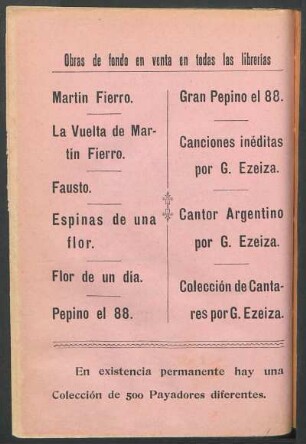 Obras de fondo en venta en todas las librerías
Martin Fierro.
La Vuelta de Mar-
tin Fierro.
Fausto.
Espinas de una
flor.
Flor de un día.
Pepino el 88.
Gran Pepino el 88.
Canciones inéditas
por G. Ezeiza.
Cantor Argentino
por G. Ezeiza.
Colección de Canta-
res por G. Ezeiza.
En existencia permanente hay una
Colección de 500 Payadores diferentes.